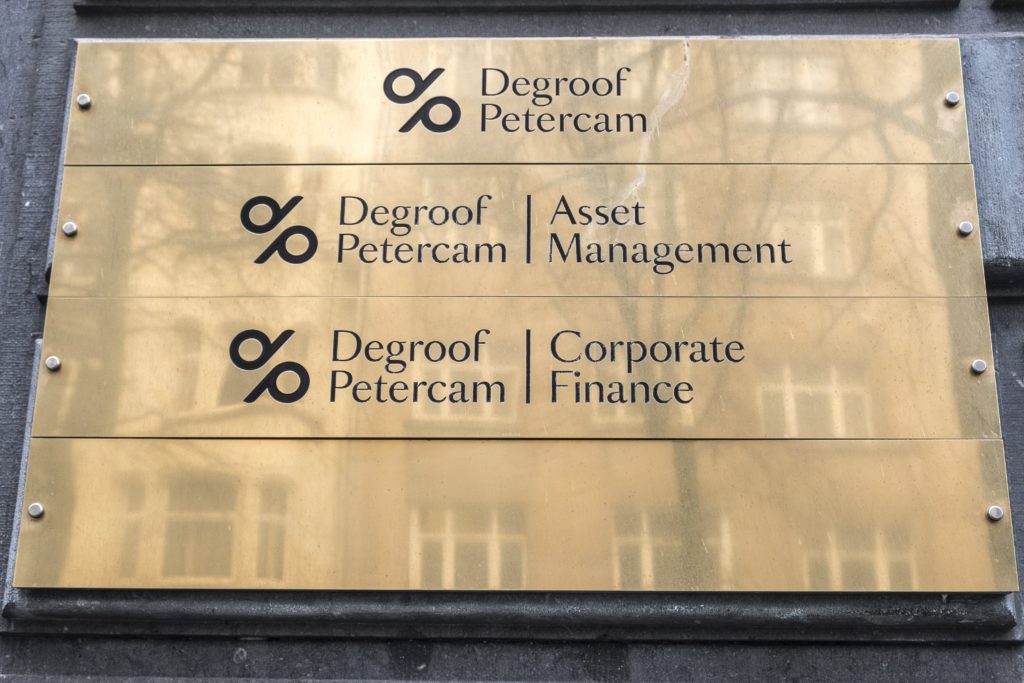 Degroof
Petercam
Degroof
Petercam
Asset
Management
Degroof
Petercam
Corporate
Finance